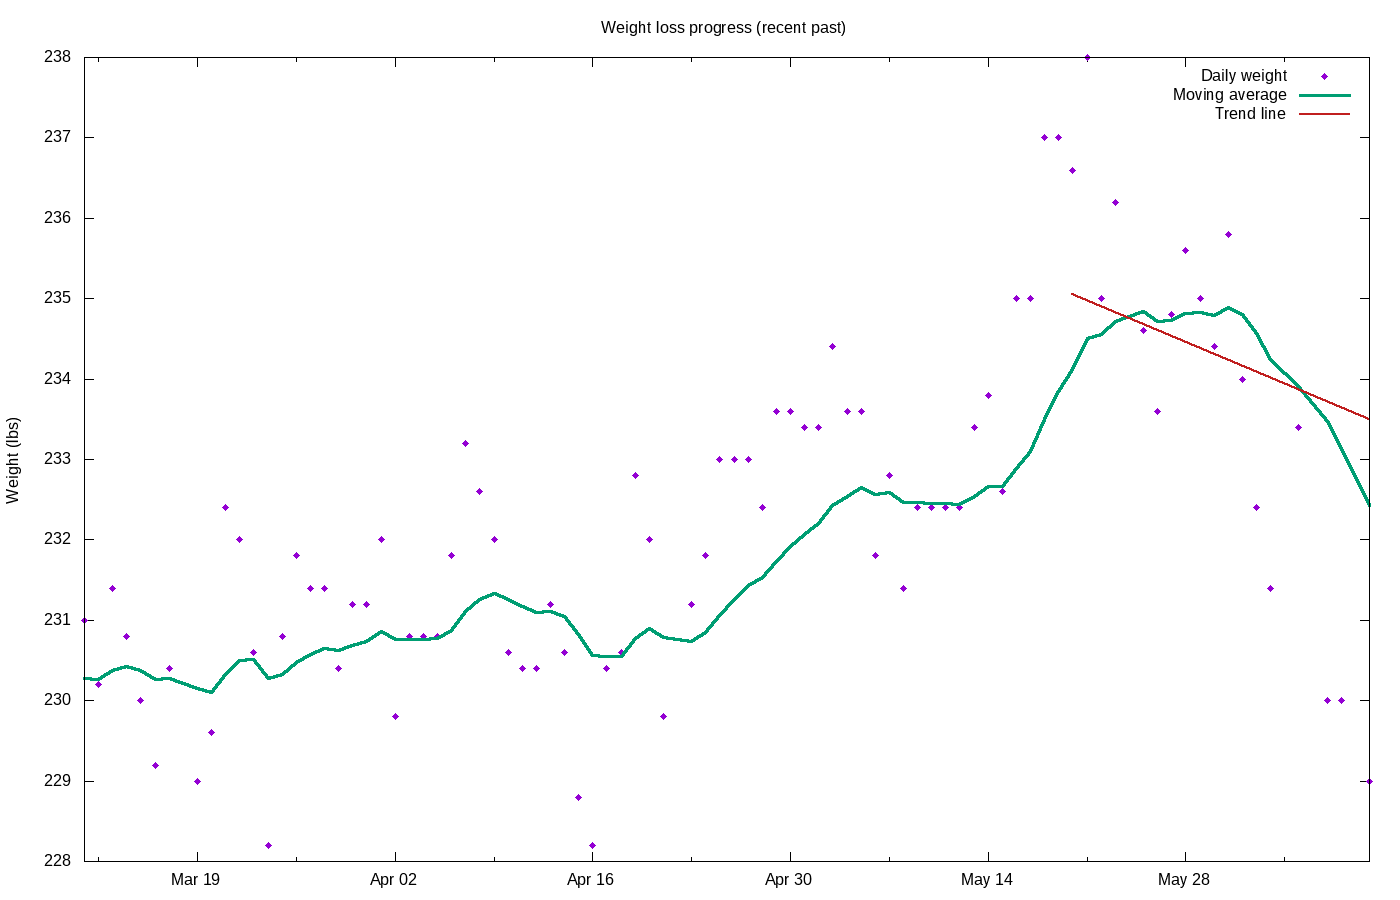 Weight loss progress (recent past)
Daily weight
Moving average
Trend line
238
237
236
235
234
233
232
231
230
229
228
Weight (lbs)
Mar 19 Apr 02 Apr 16 Apr 30 May 14 May 28